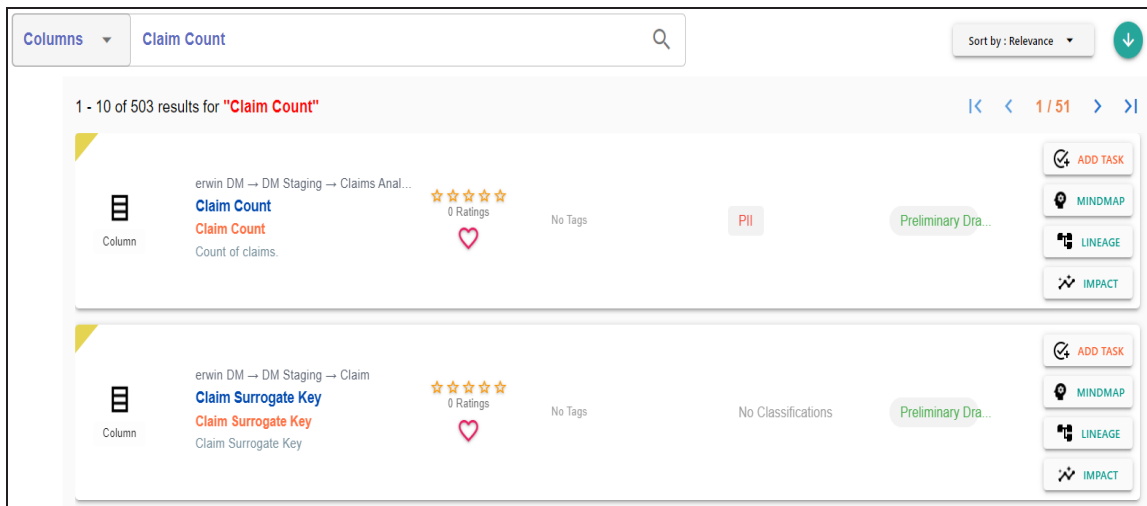 Columns
Claim Count
Sort by : Relevance
1 - 10 of 503 results for "Claim Count"
1 / 51
Column
erwin DM → DM Staging → Claims Anal...
Claim Count
Claim Count
Count of claims.
0 Ratings
No Tags
PII
Preliminary Dra...
ADD TASK
MINDMAP
LINEAGE
IMPACT
Column
erwin DM → DM Staging → Claim
Claim Surrogate Key
Claim Surrogate Key
Claim Surrogate Key
0 Ratings
No Tags
No Classifications
Preliminary Dra...
ADD TASK
MINDMAP
LINEAGE
IMPACT